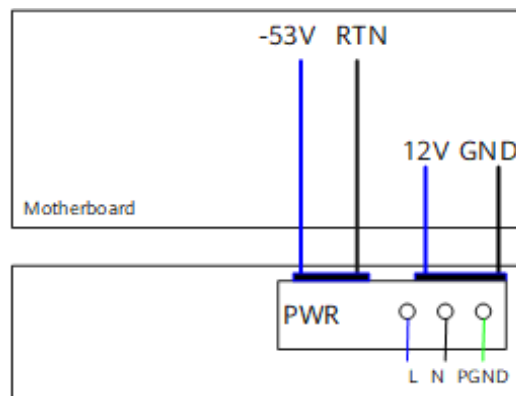 -53V RTN
12V GND
Motherboard
PWR
L N PGND